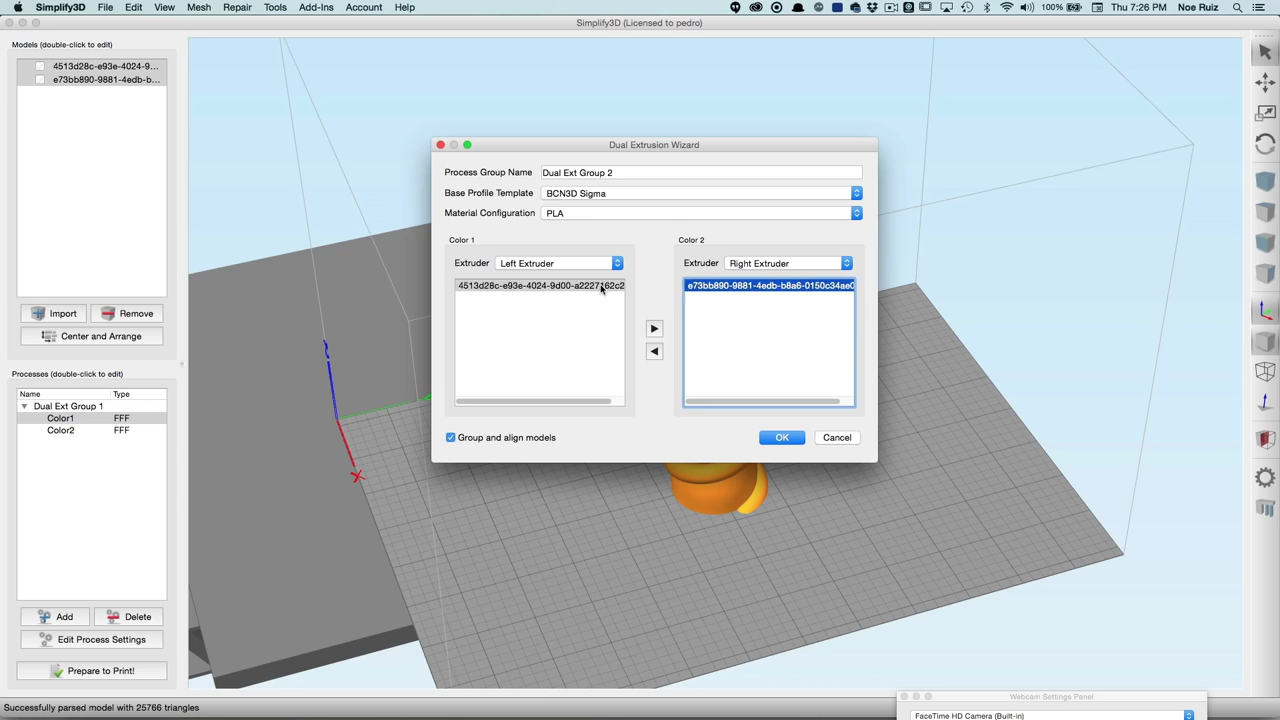 Simplify3D File Edit View Mesh Repair Tools Add-Ins Account Help 100% Thu 7:26 PM Noe Ruiz
Simplify3D (Licensed to pedro)
Models (double-click to edit)
4513d28c-e93e-4024-9...
e73bb890-9881-4edb-b...
Import Remove
Center and Arrange
Processes (double-click to edit)
Name Type
Dual Ext Group 1
Color1 FFF
Color2 FFF
Add Delete
Edit Process Settings
Prepare to Print!
Successfully parsed model with 25766 triangles
Dual Extrusion Wizard
Process Group Name Dual Ext Group 2
Base Profile Template BCN3D Sigma
Material Configuration PLA
Color 1
Extruder Left Extruder
4513d28c-e93e-4024-9d00-a2227162c2
Color 2
Extruder Right Extruder
e73bb890-9881-4edb-b8a6-0150c34ae0
Group and align models
OK Cancel
X
Webcam Settings Panel
FaceTime HD Camera (Built-in)